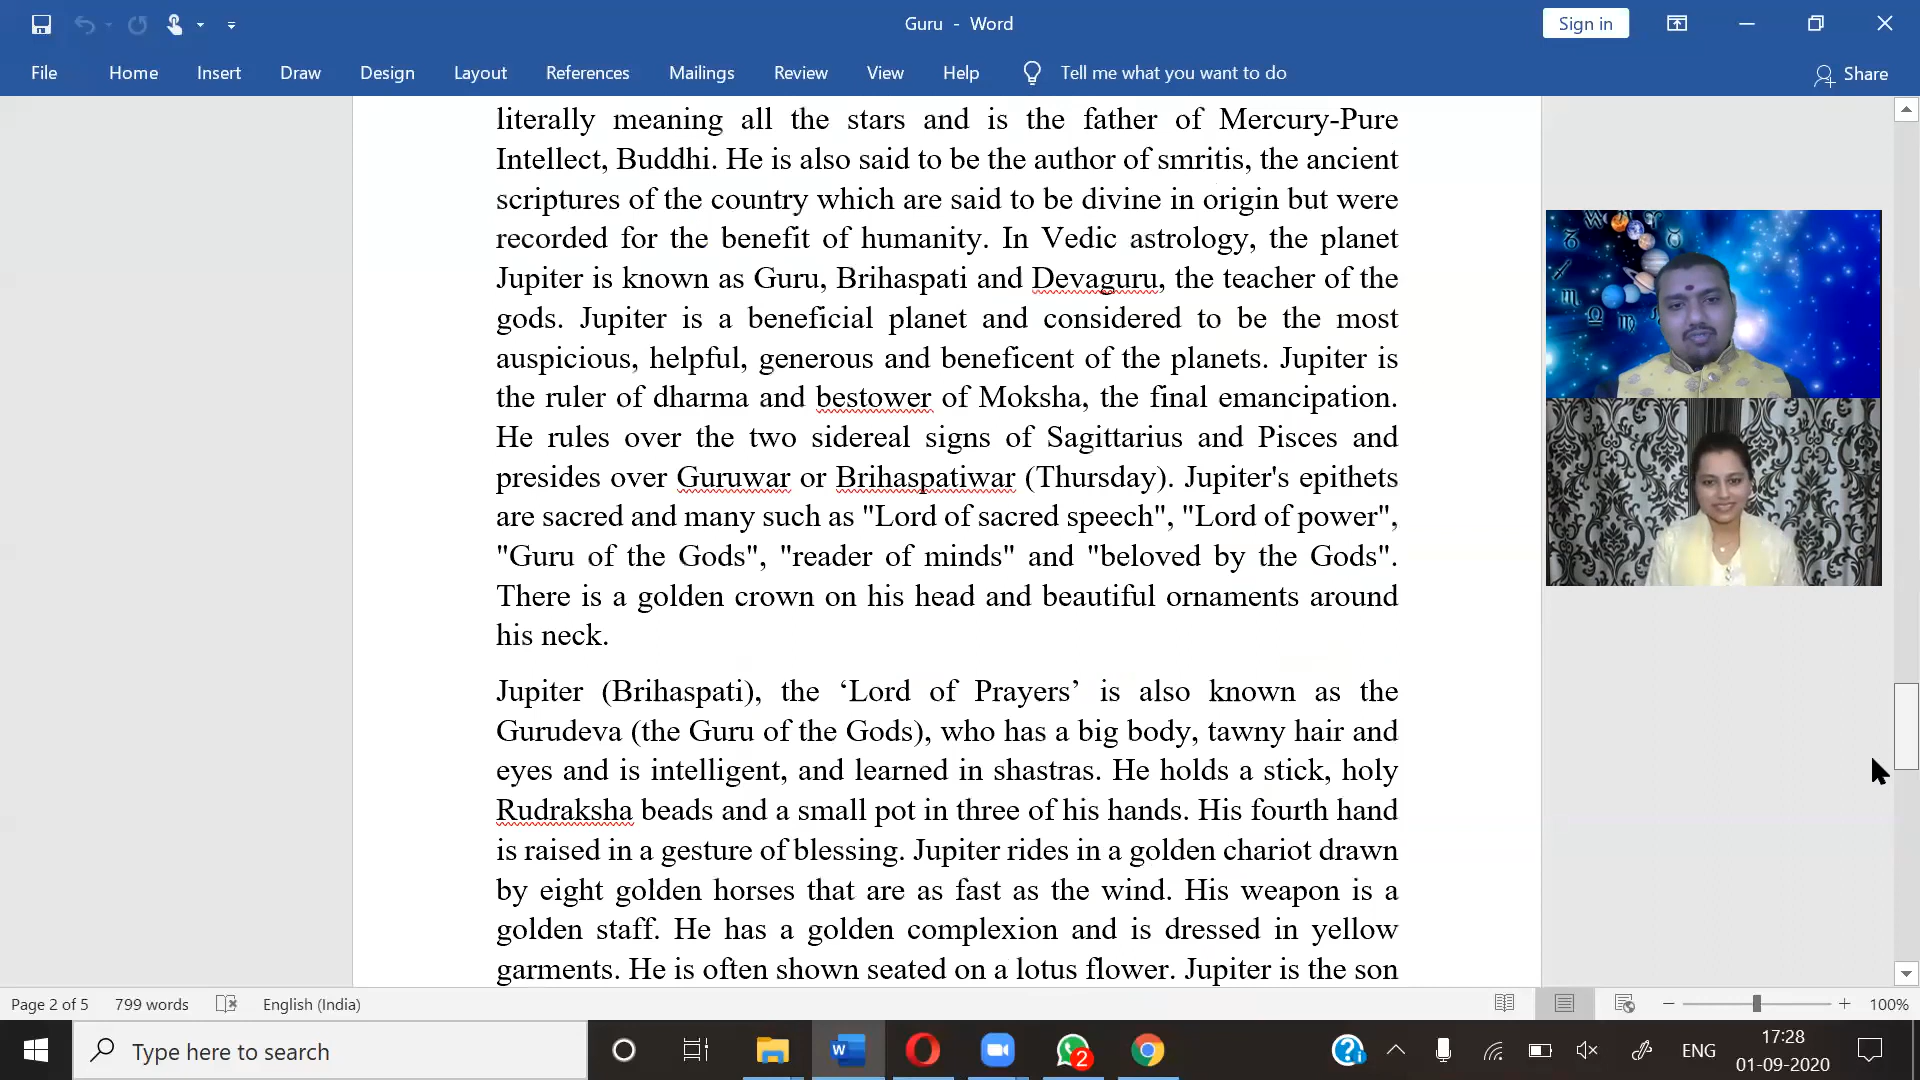 Guru - Word
Sign in
File Home Insert Draw Design Layout References Mailings Review View Help Tell me what you want to do Share
literally meaning all the stars and is the father of Mercury-Pure
Intellect, Buddhi. He is also said to be the author of smritis, the ancient
scriptures of the country which are said to be divine in origin but were
recorded for the benefit of humanity. In Vedic astrology, the planet
Jupiter is known as Guru, Brihaspati and Devaguru, the teacher of the
gods. Jupiter is a beneficial planet and considered to be the most
auspicious, helpful, generous and beneficent of the planets. Jupiter is
the ruler of dharma and bestower of Moksha, the final emancipation.
He rules over the two sidereal signs of Sagittarius and Pisces and
presides over Guruwar or Brihaspatiwar (Thursday). Jupiter's epithets
are sacred and many such as "Lord of sacred speech", "Lord of power",
"Guru of the Gods", "reader of minds" and "beloved by the Gods".
There is a golden crown on his head and beautiful ornaments around
his neck.
Jupiter (Brihaspati), the ‘Lord of Prayers’ is also known as the
Gurudeva (the Guru of the Gods), who has a big body, tawny hair and
eyes and is intelligent, and learned in shastras. He holds a stick, holy
Rudraksha beads and a small pot in three of his hands. His fourth hand
is raised in a gesture of blessing. Jupiter rides in a golden chariot drawn
by eight golden horses that are as fast as the wind. His weapon is a
golden staff. He has a golden complexion and is dressed in yellow
garments. He is often shown seated on a lotus flower. Jupiter is the son
Page 2 of 5 799 words English (India) 100%
Type here to search
2
ENG
17:28
01-09-2020